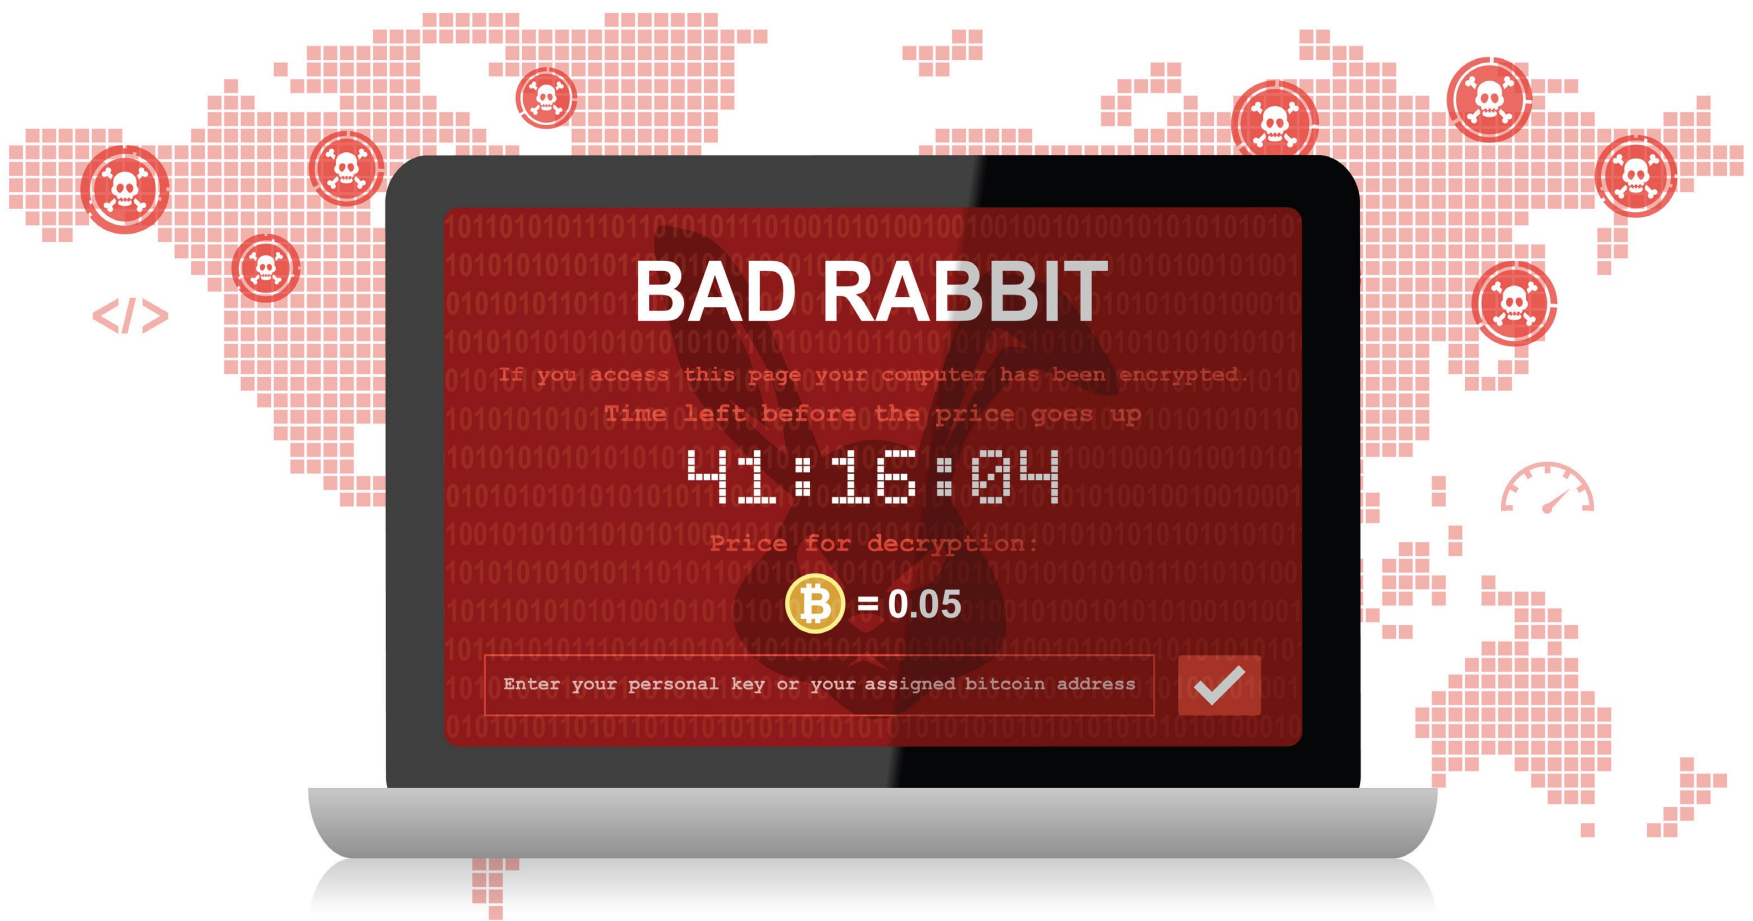 BAD RABBIT
If you access this page your computer has been encrypted.
Time left before the price goes up
41:16:04
Price for decryption:
₿ = 0.05
Enter your personal key or your assigned bitcoin address
</>